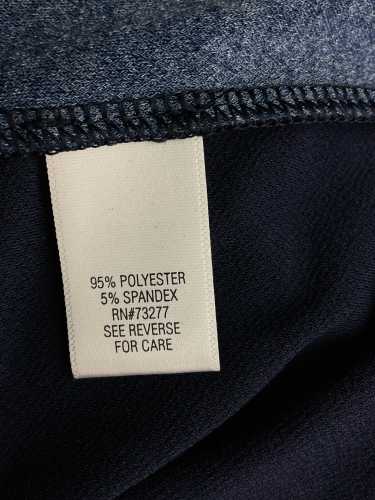 95% POLYESTER
5% SPANDEX
RN#73277
SEE REVERSE
FOR CARE